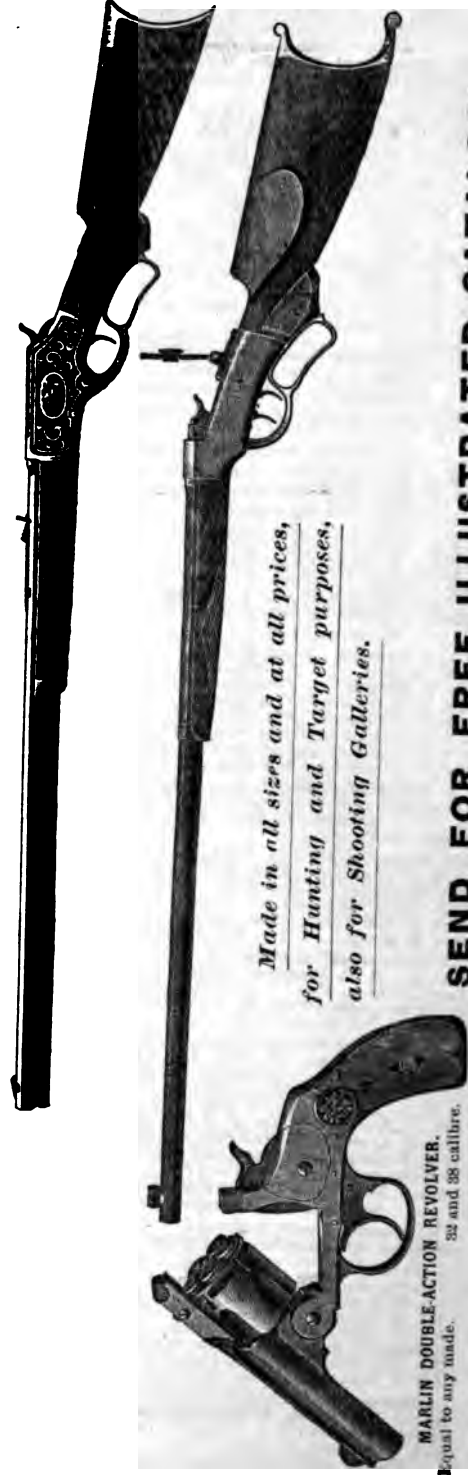 Made in all sizes and at all prices,
for Hunting and Target purposes,
also for Shooting Galleries.
SEND FOR FREE ILLUSTRATED
MARLIN DOUBLE-ACTION REVOLVER.
Equal to any made. 32 and 38 calibre.